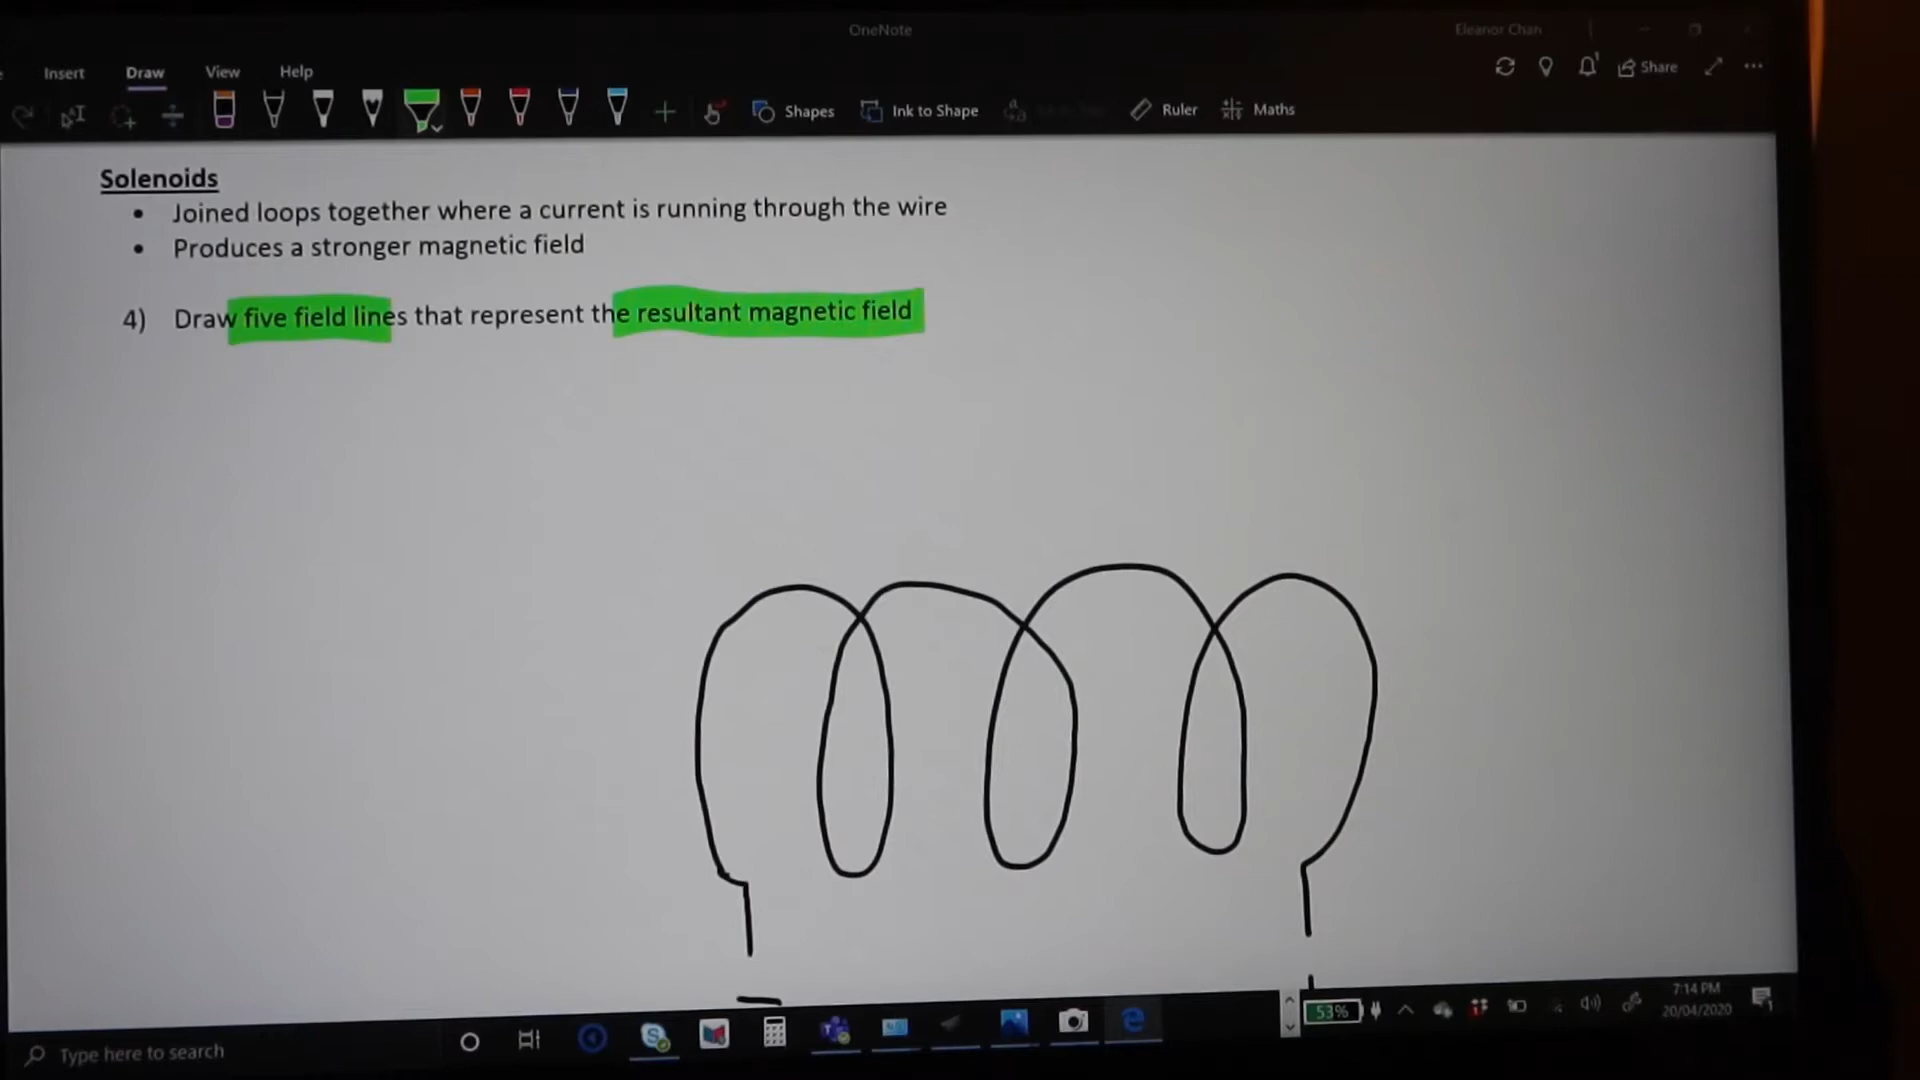 OneNote
Eleanor Chan
Insert Draw View Help
Share
Shapes Ink to Shape Ruler Maths
Solenoids
• Joined loops together where a current is running through the wire
• Produces a stronger magnetic field
4) Draw five field lines that represent the resultant magnetic field
Type here to search
53%
7:14 PM
20/04/2020